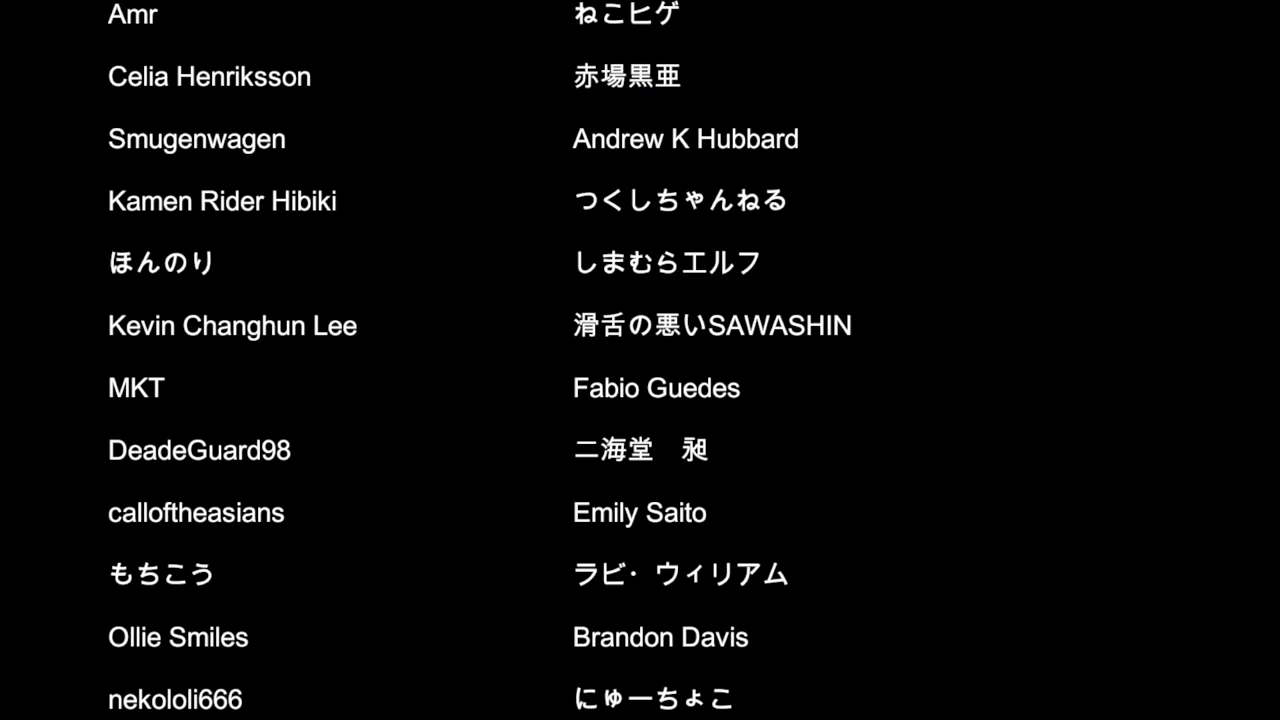 Amr
ねこヒゲ
Celia Henriksson
赤場黒亜
Smugenwagen
Andrew K Hubbard
Kamen Rider Hibiki
つくしちゃんねる
ほんのり
しまむらエルフ
Kevin Changhun Lee
滑舌の悪いSAWASHIN
MKT
Fabio Guedes
DeadeGuard98
二海堂　昶
calloftheasians
Emily Saito
もちこう
ラビ・ウィリアム
Ollie Smiles
Brandon Davis
nekololi666
にゅーちょこ